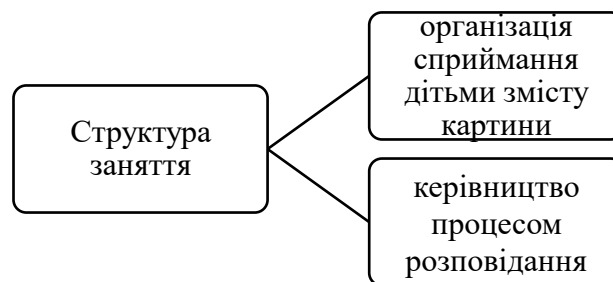 Структура
заняття
організація
сприймання
дітьми змісту
картини
керівництво
процесом
розповідання